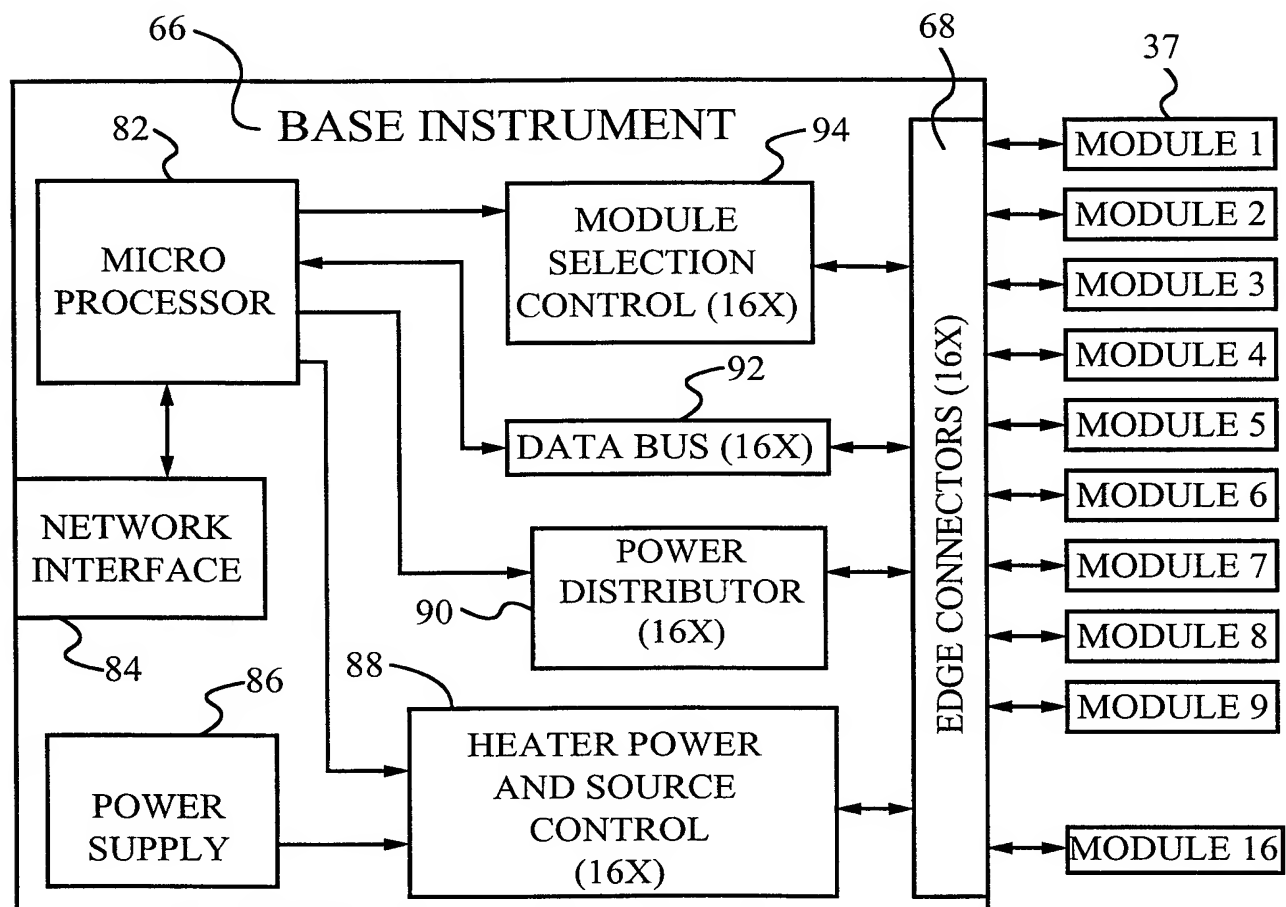 66
68
37
BASE INSTRUMENT
82
94
MICRO
PROCESSOR
MODULE
SELECTION
CONTROL (16X)
92
DATA BUS (16X)
NETWORK
INTERFACE
84
POWER
DISTRIBUTOR
(16X)
90
86
POWER
SUPPLY
88
HEATER POWER
AND SOURCE
CONTROL
(16X)
EDGE CONNECTORS (16X)
MODULE 1
MODULE 2
MODULE 3
MODULE 4
MODULE 5
MODULE 6
MODULE 7
MODULE 8
MODULE 9
MODULE 16